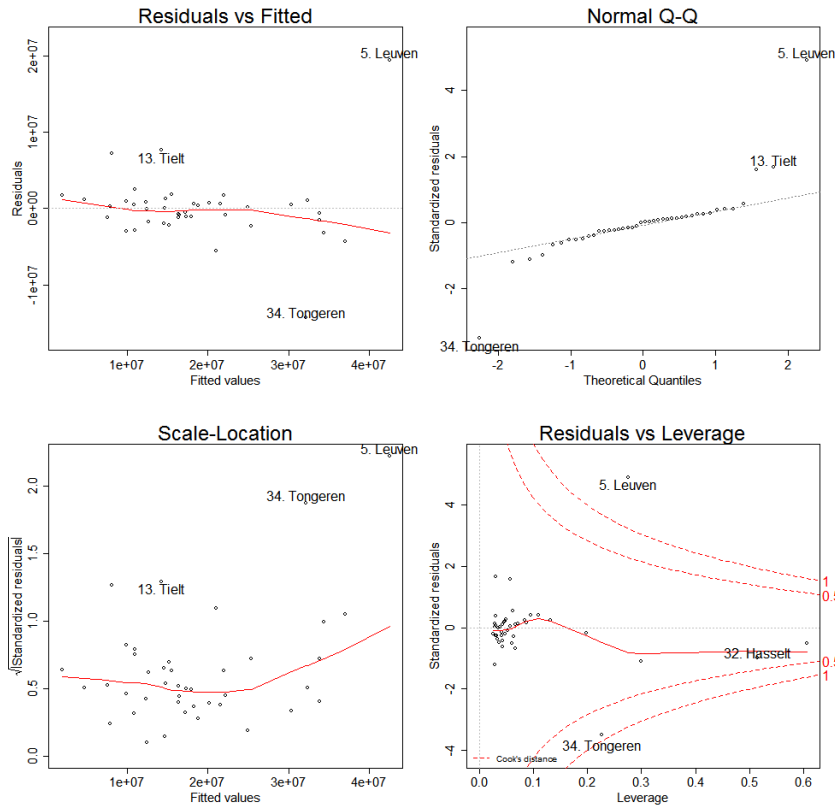 Residuals vs Fitted
Residuals
2e+07
1e+07
0e+00
-1e+07
5. Leuven
13. Tielt
34. Tongeren
1e+07 2e+07 3e+07 4e+07
Fitted values
Normal Q-Q
Standardized residuals
4
2
0
-2
5. Leuven
13. Tielt
34. Tongeren
-2 -1 0 1 2
Theoretical Quantiles
Scale-Location
√|Standardized residuals|
2.0
1.5
1.0
0.5
0.0
5. Leuven
34. Tongeren
13. Tielt
1e+07 2e+07 3e+07 4e+07
Fitted values
Residuals vs Leverage
Standardized residuals
4
2
0
-2
-4
5. Leuven
1
0.5
32. Hasselt
0.5
1
34. Tongeren
Cook's distance
0.0 0.1 0.2 0.3 0.4 0.5 0.6
Leverage